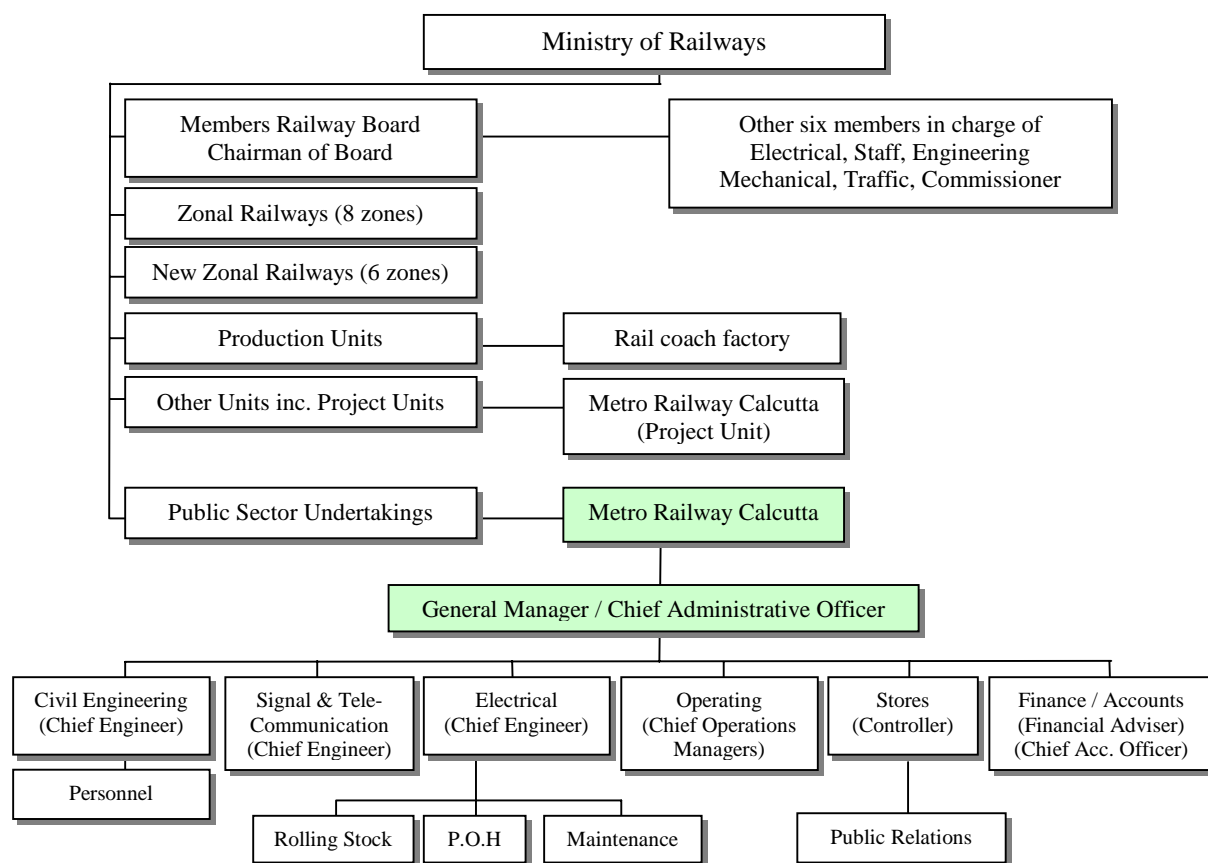 Ministry of Railways
Members Railway Board
Chairman of Board
Other six members in charge of
Electrical, Staff, Engineering
Mechanical, Traffic, Commissioner
Zonal Railways (8 zones)
New Zonal Railways (6 zones)
Production Units
Rail coach factory
Other Units inc. Project Units
Metro Railway Calcutta
(Project Unit)
Public Sector Undertakings
Metro Railway Calcutta
General Manager / Chief Administrative Officer
Civil Engineering
(Chief Engineer)
Signal & Tele-
Communication
(Chief Engineer)
Electrical
(Chief Engineer)
Operating
(Chief Operations
Managers)
Stores
(Controller)
Finance / Accounts
(Financial Adviser)
(Chief Acc. Officer)
Personnel
Rolling Stock
P.O.H
Maintenance
Public Relations